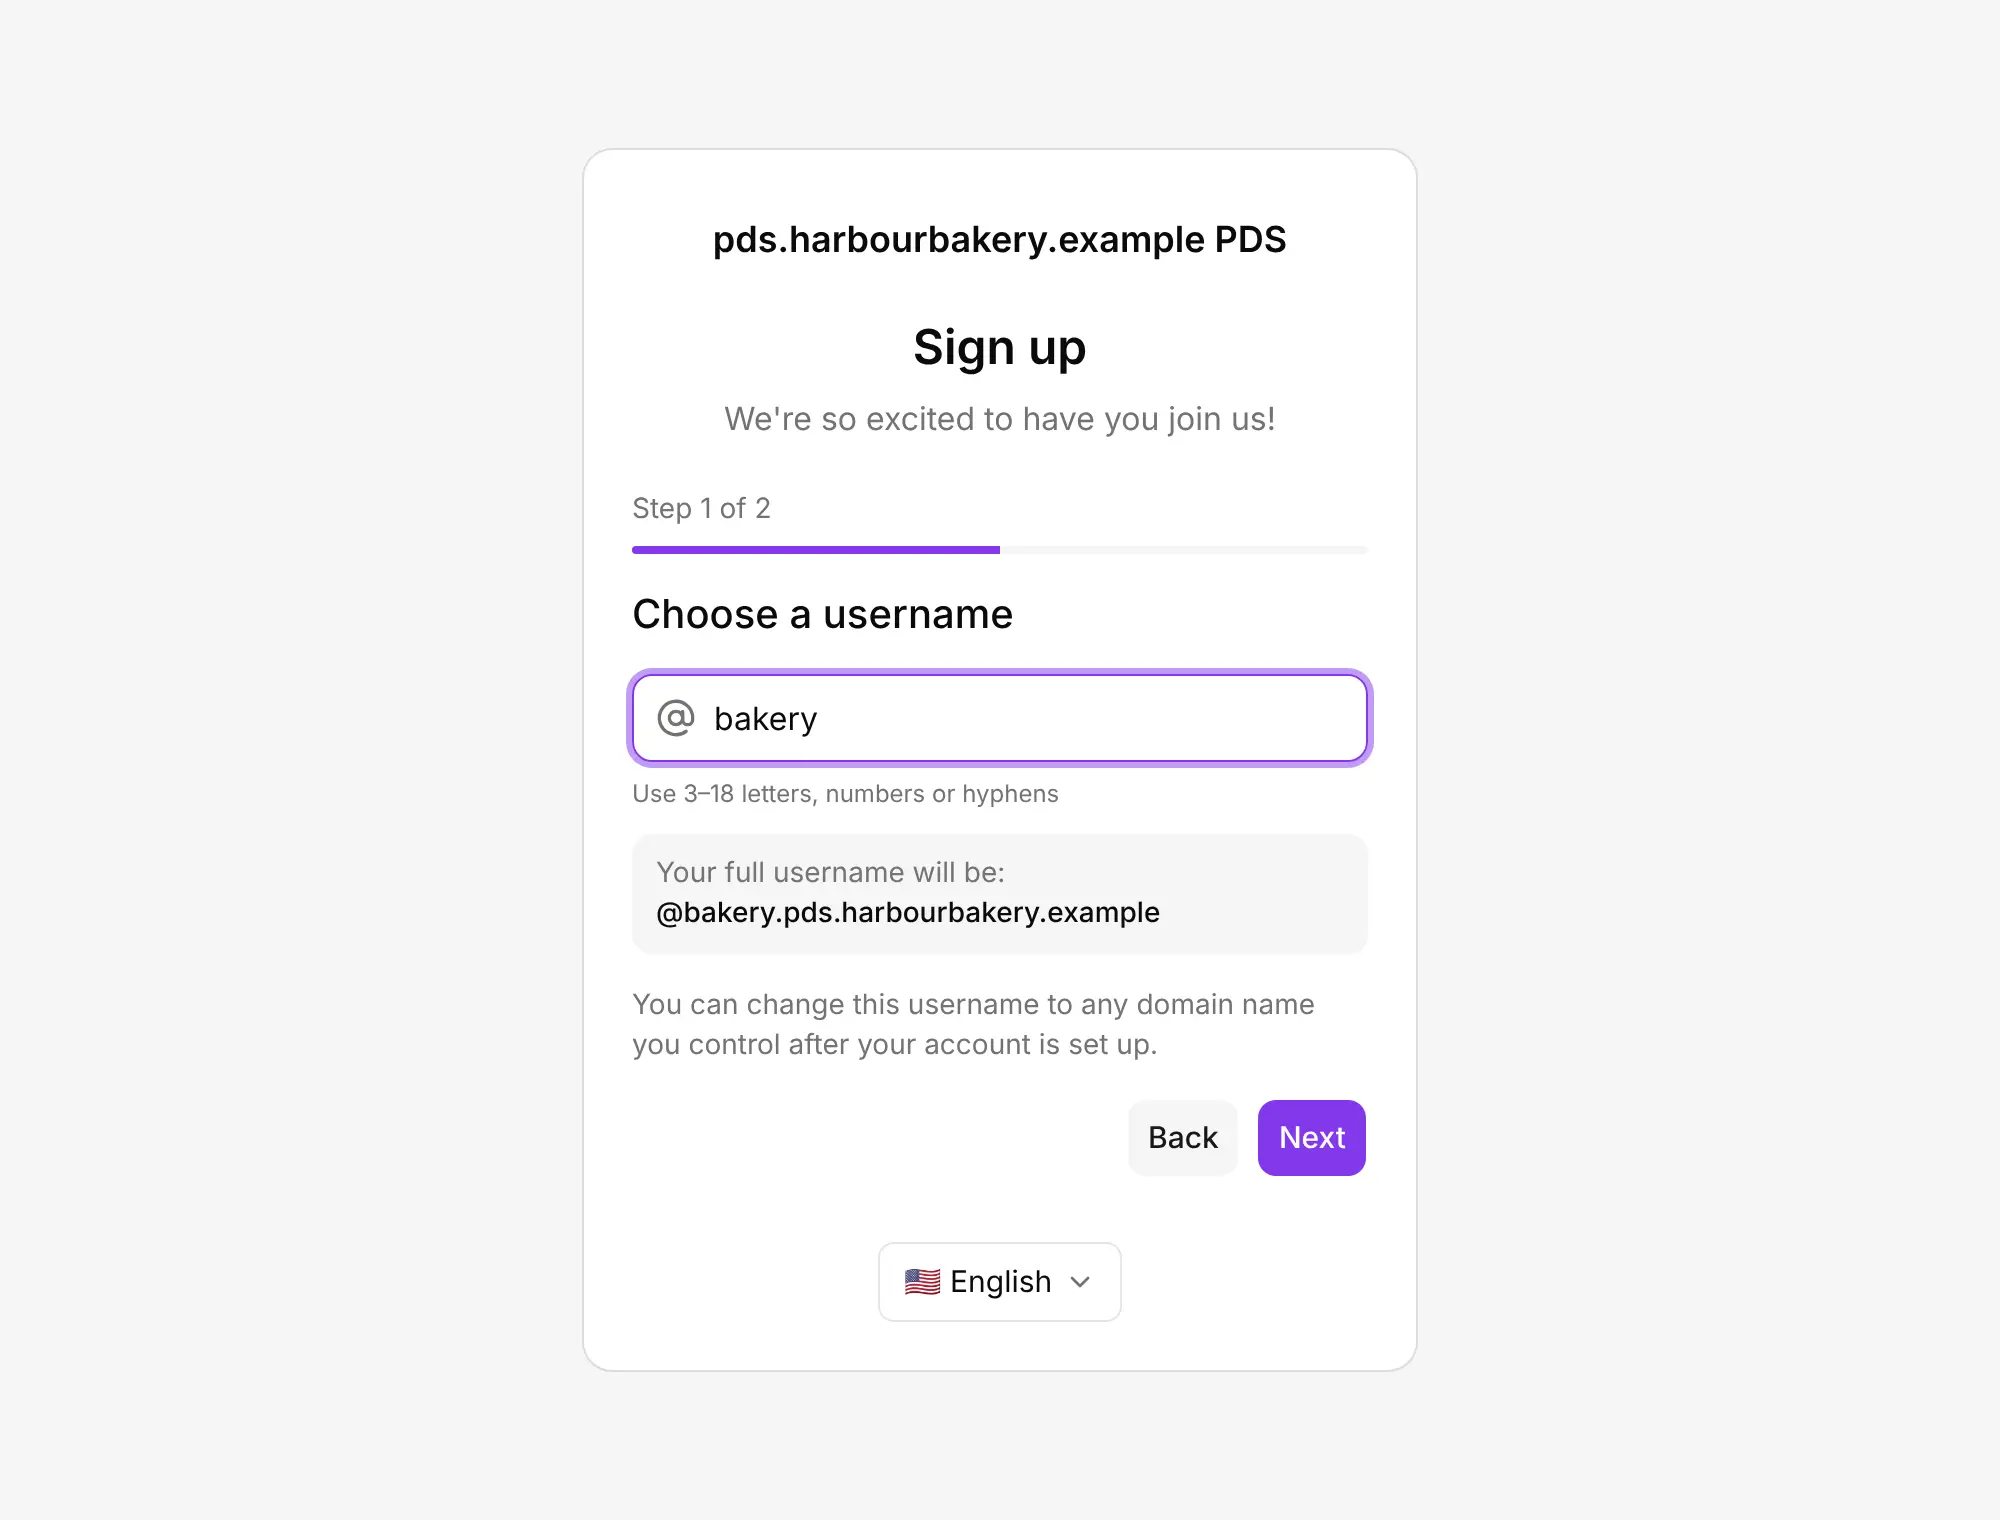 pds.harbourbakery.example PDS
Sign up
We're so excited to have you join us!
Step 1 of 2
Choose a username
@ bakery
Use 3–18 letters, numbers or hyphens
Your full username will be:
@bakery.pds.harbourbakery.example
You can change this username to any domain name
you control after your account is set up.
Back Next
🇺🇸 English